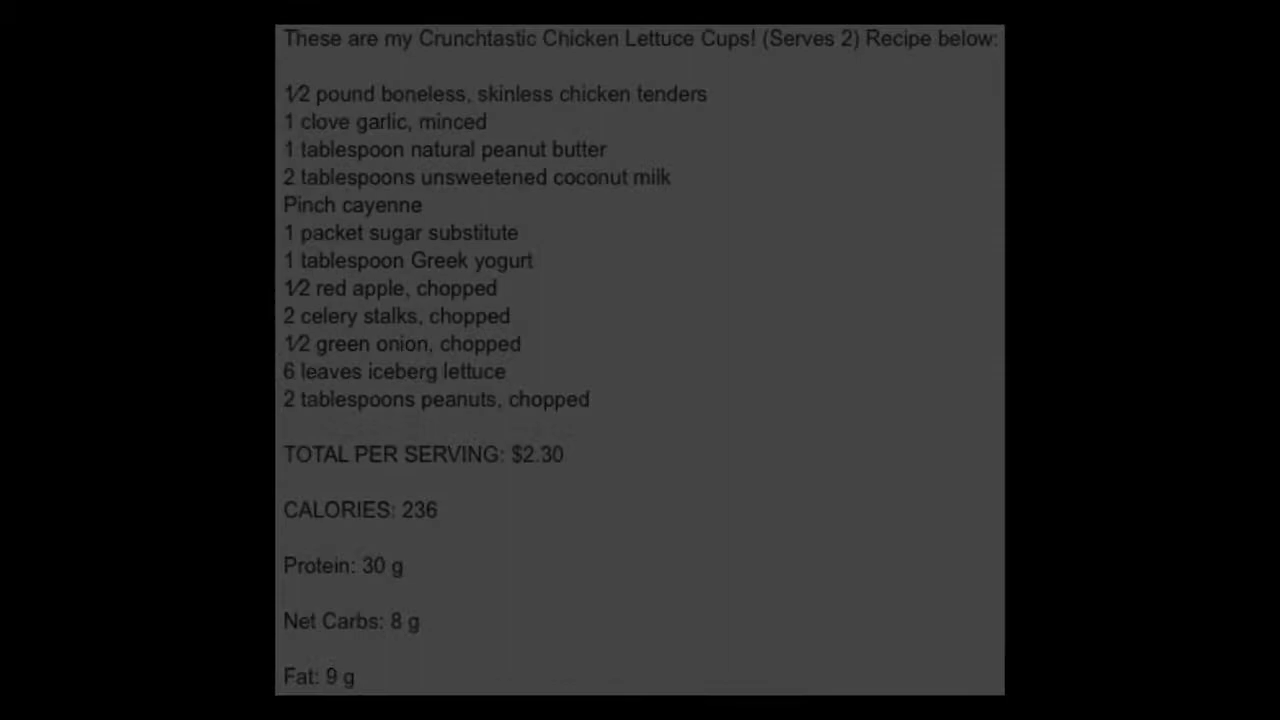 These are my Crunchtastic Chicken Lettuce Cups! (Serves 2) Recipe below:
1⁄2 pound boneless, skinless chicken tenders
1 clove garlic, minced
1 tablespoon natural peanut butter
2 tablespoons unsweetened coconut milk
Pinch cayenne
1 packet sugar substitute
1 tablespoon Greek yogurt
1⁄2 red apple, chopped
2 celery stalks, chopped
1⁄2 green onion, chopped
6 leaves iceberg lettuce
2 tablespoons peanuts, chopped
TOTAL PER SERVING: $2.30
CALORIES: 236
Protein: 30 g
Net Carbs: 8 g
Fat: 9 g